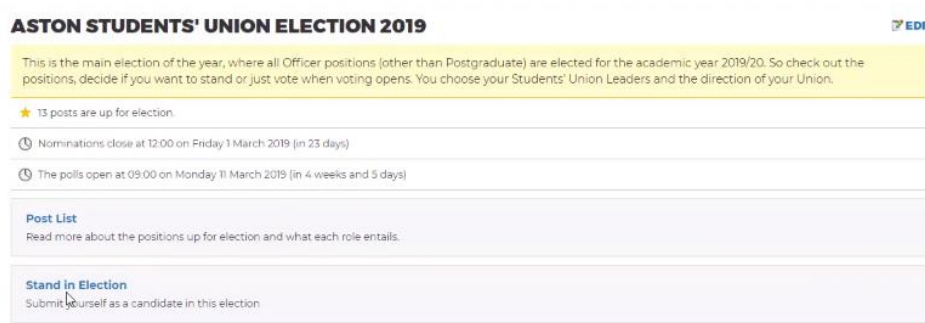 ASTON STUDENTS' UNION ELECTION 2019
EDI
This is the main election of the year, where all Officer positions (other than Postgraduate) are elected for the academic year 2019/20. So check out the
positions, decide if you want to stand or just vote when voting opens. You choose your Students' Union Leaders and the direction of your Union.
13 posts are up for election.
Nominations close at 12:00 on Friday 1 March 2019 (in 23 days)
The polls open at 09:00 on Monday 11 March 2019 (in 4 weeks and 5 days)
Post List
Read more about the positions up for election and what each role entails.
Stand in Election
Submit yourself as a candidate in this election